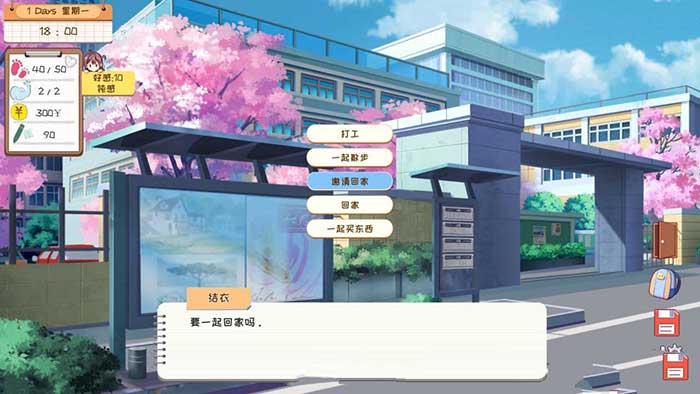 1 Days 星期一
18 : 00
40 / 50
好感:10
钝感
2 / 2
300Y
90
打工
一起散步
邀请回家
回家
一起买东西
结衣
要一起回家吗.